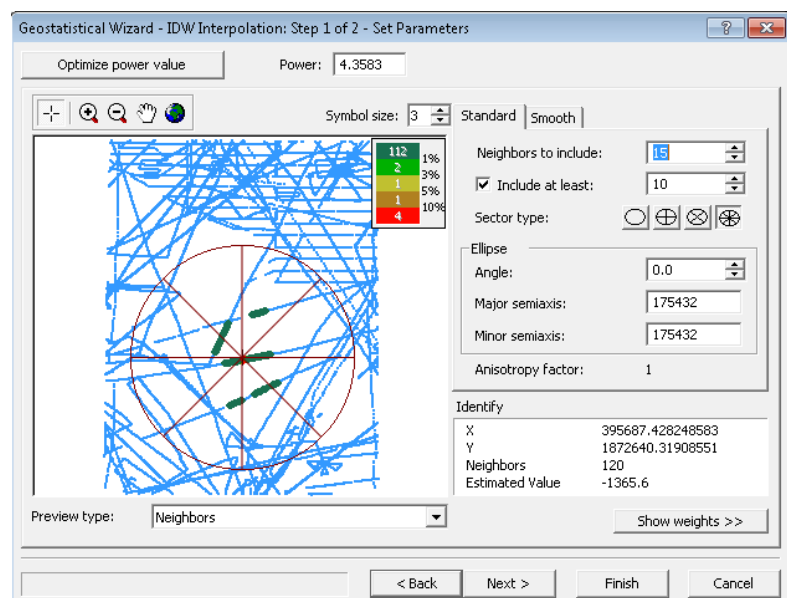 Geostatistical Wizard - IDW Interpolation: Step 1 of 2 - Set Parameters
Optimize power value
Power: 4.3583
Symbol size: 3
Standard Smooth
112
2
1
1
4
1%
3%
5%
10%
Neighbors to include: 15
Include at least: 10
Sector type:
Ellipse
Angle: 0.0
Major semiaxis: 175432
Minor semiaxis: 175432
Anisotropy factor: 1
Identify
X 395687.428248583
Y 1872640.31908551
Neighbors 120
Estimated Value -1365.6
Preview type: Neighbors
Show weights >>
< Back Next > Finish Cancel